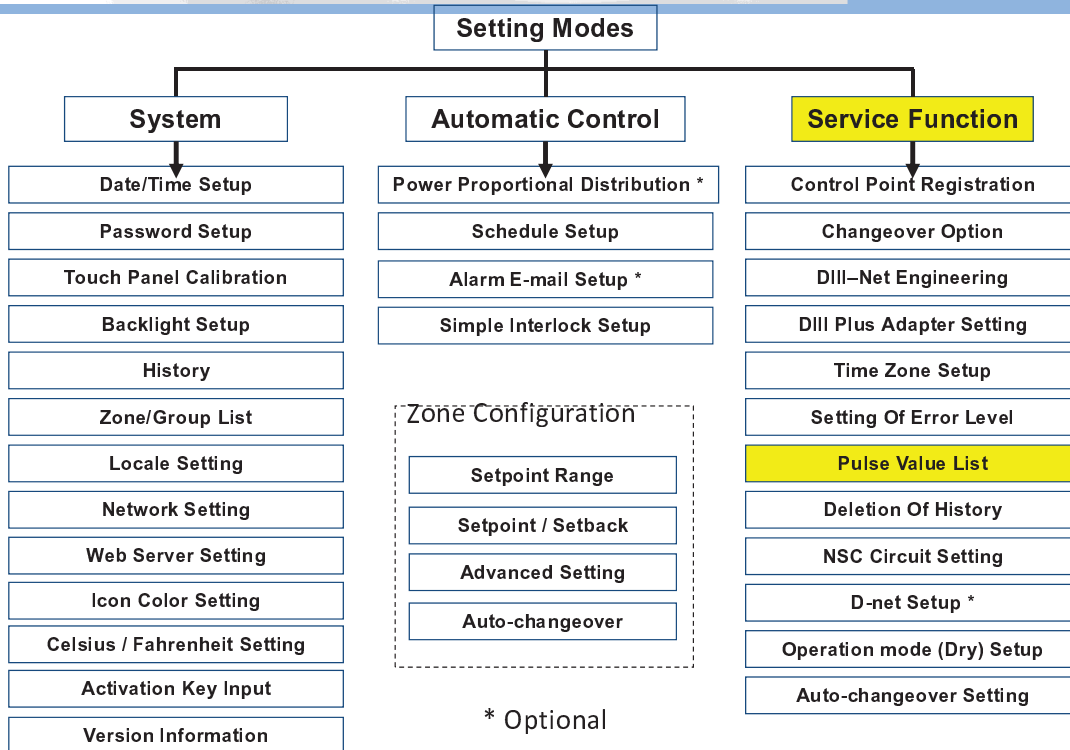 Setting Modes
System
Automatic Control
Service Function
Date/Time Setup
Password Setup
Touch Panel Calibration
Backlight Setup
History
Zone/Group List
Locale Setting
Network Setting
Web Server Setting
Icon Color Setting
Celsius / Fahrenheit Setting
Activation Key Input
Version Information
Power Proportional Distribution *
Schedule Setup
Alarm E-mail Setup *
Simple Interlock Setup
Zone Configuration
Setpoint Range
Setpoint / Setback
Advanced Setting
Auto-changeover
* Optional
Control Point Registration
Changeover Option
DIII–Net Engineering
DIII Plus Adapter Setting
Time Zone Setup
Setting Of Error Level
Pulse Value List
Deletion Of History
NSC Circuit Setting
D-net Setup *
Operation mode (Dry) Setup
Auto-changeover Setting